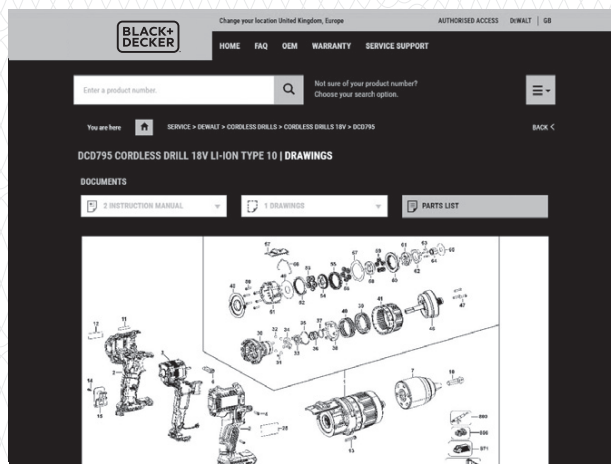 Change your location United Kingdom, Europe
AUTHORISED ACCESS DeWALT | GB
BLACK+
DECKER
HOME FAQ OEM WARRANTY SERVICE SUPPORT
Enter a product number.
Not sure of your product number?
Choose your search option.
You are here
SERVICE > DEWALT > CORDLESS DRILLS > CORDLESS DRILLS 18V > DCD795
BACK <
DCD795 CORDLESS DRILL 18V LI-ION TYPE 10 | DRAWINGS
DOCUMENTS
2 INSTRUCTION MANUAL
1 DRAWINGS
PARTS LIST